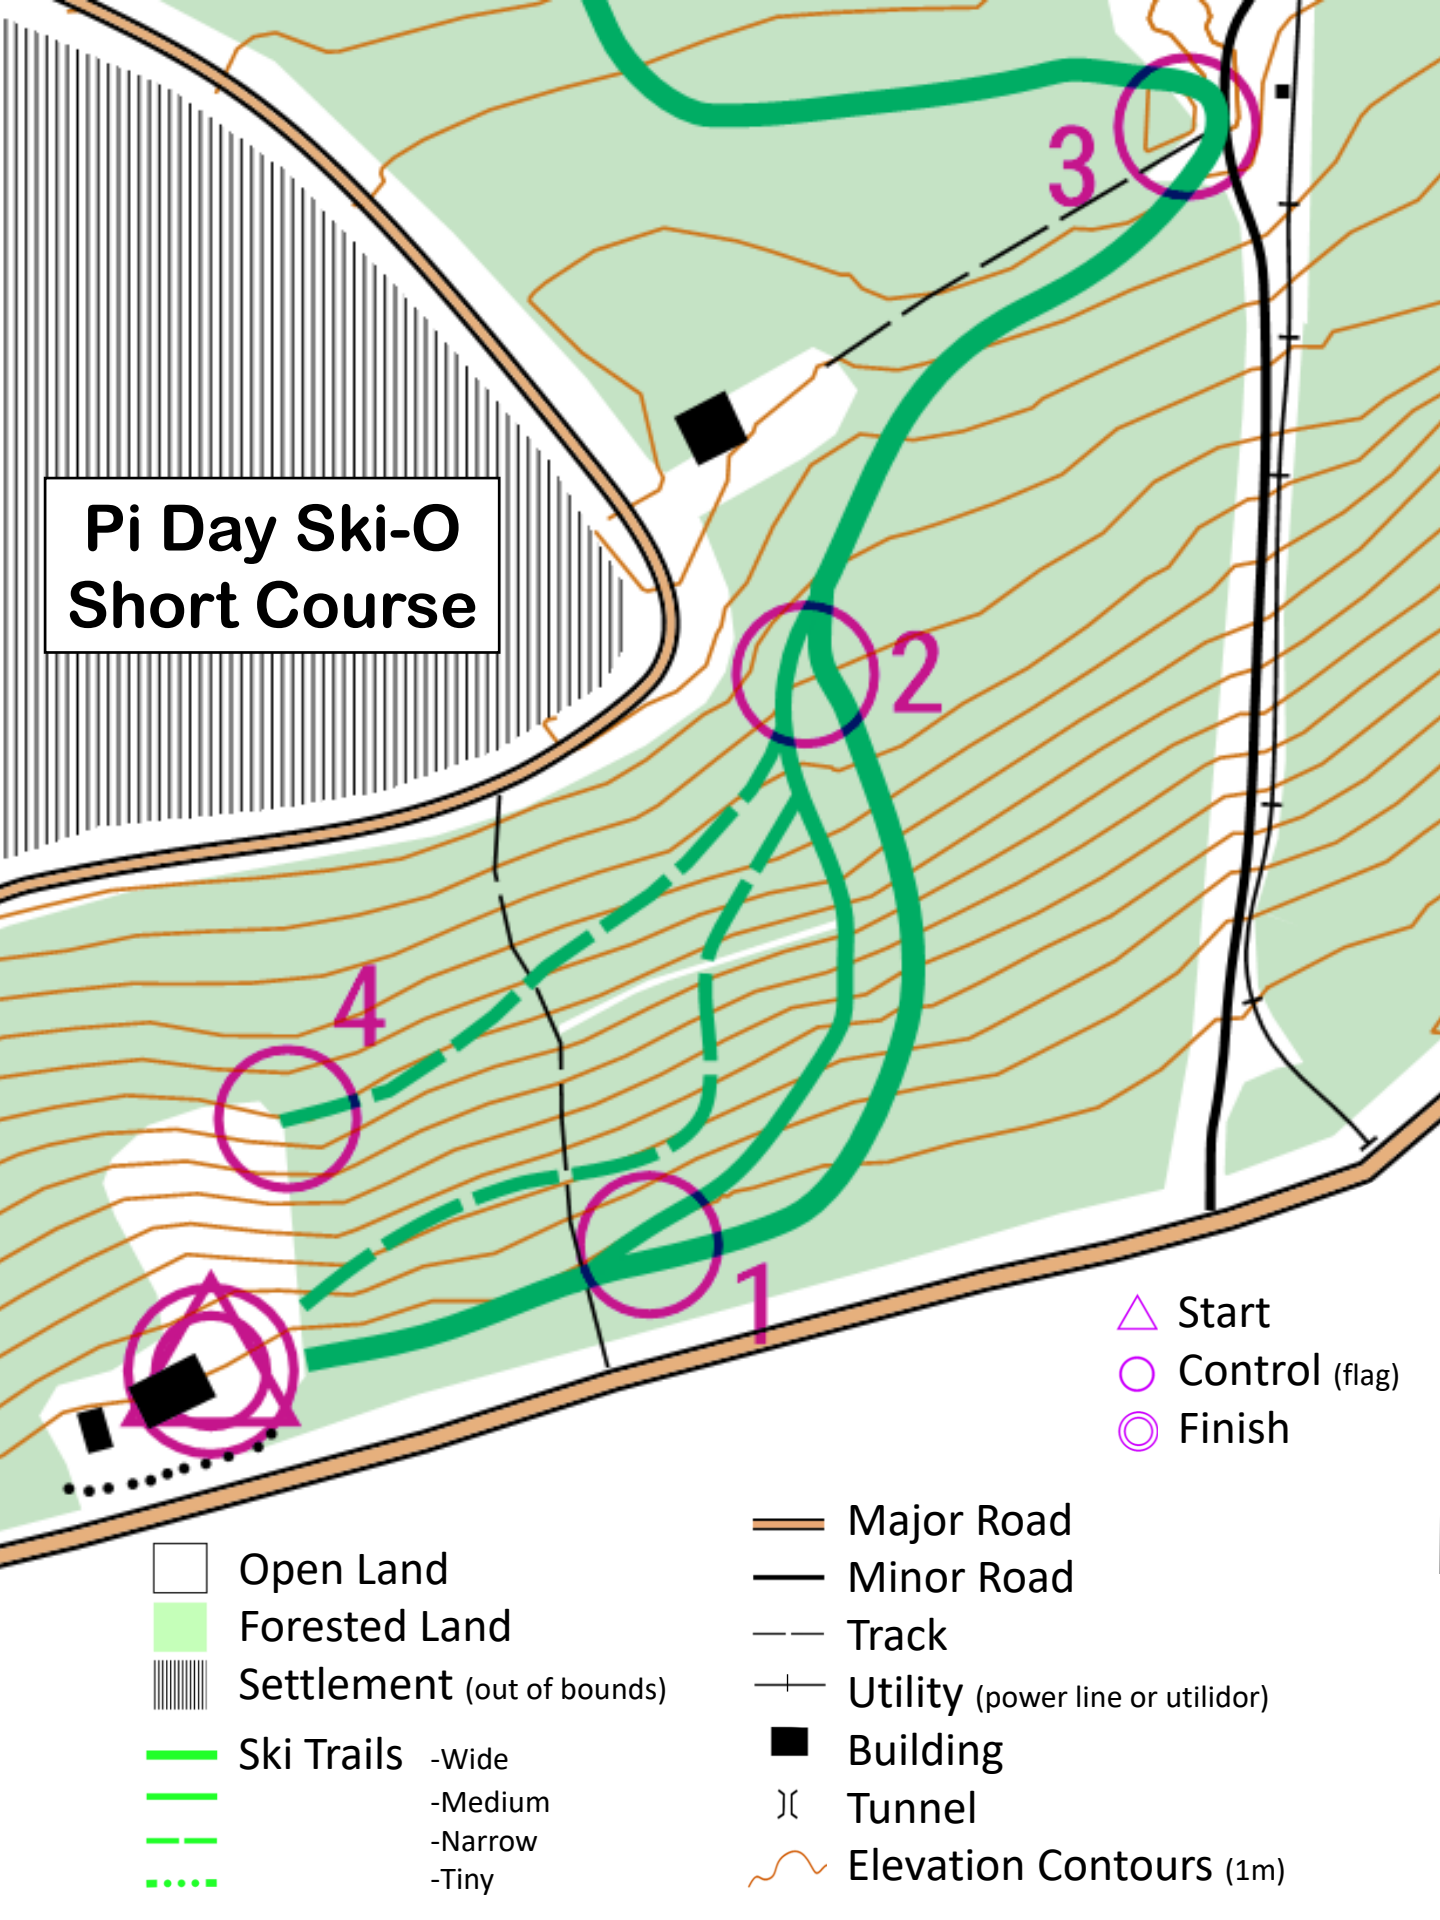 3
Pi Day Ski-O
Short Course
2
4
1
Start
Control (flag)
Finish
Open Land
Forested Land
Settlement (out of bounds)
Ski Trails -Wide
-Medium
-Narrow
-Tiny
Major Road
Minor Road
Track
Utility (power line or utilidor)
Building
Tunnel
Elevation Contours (1m)